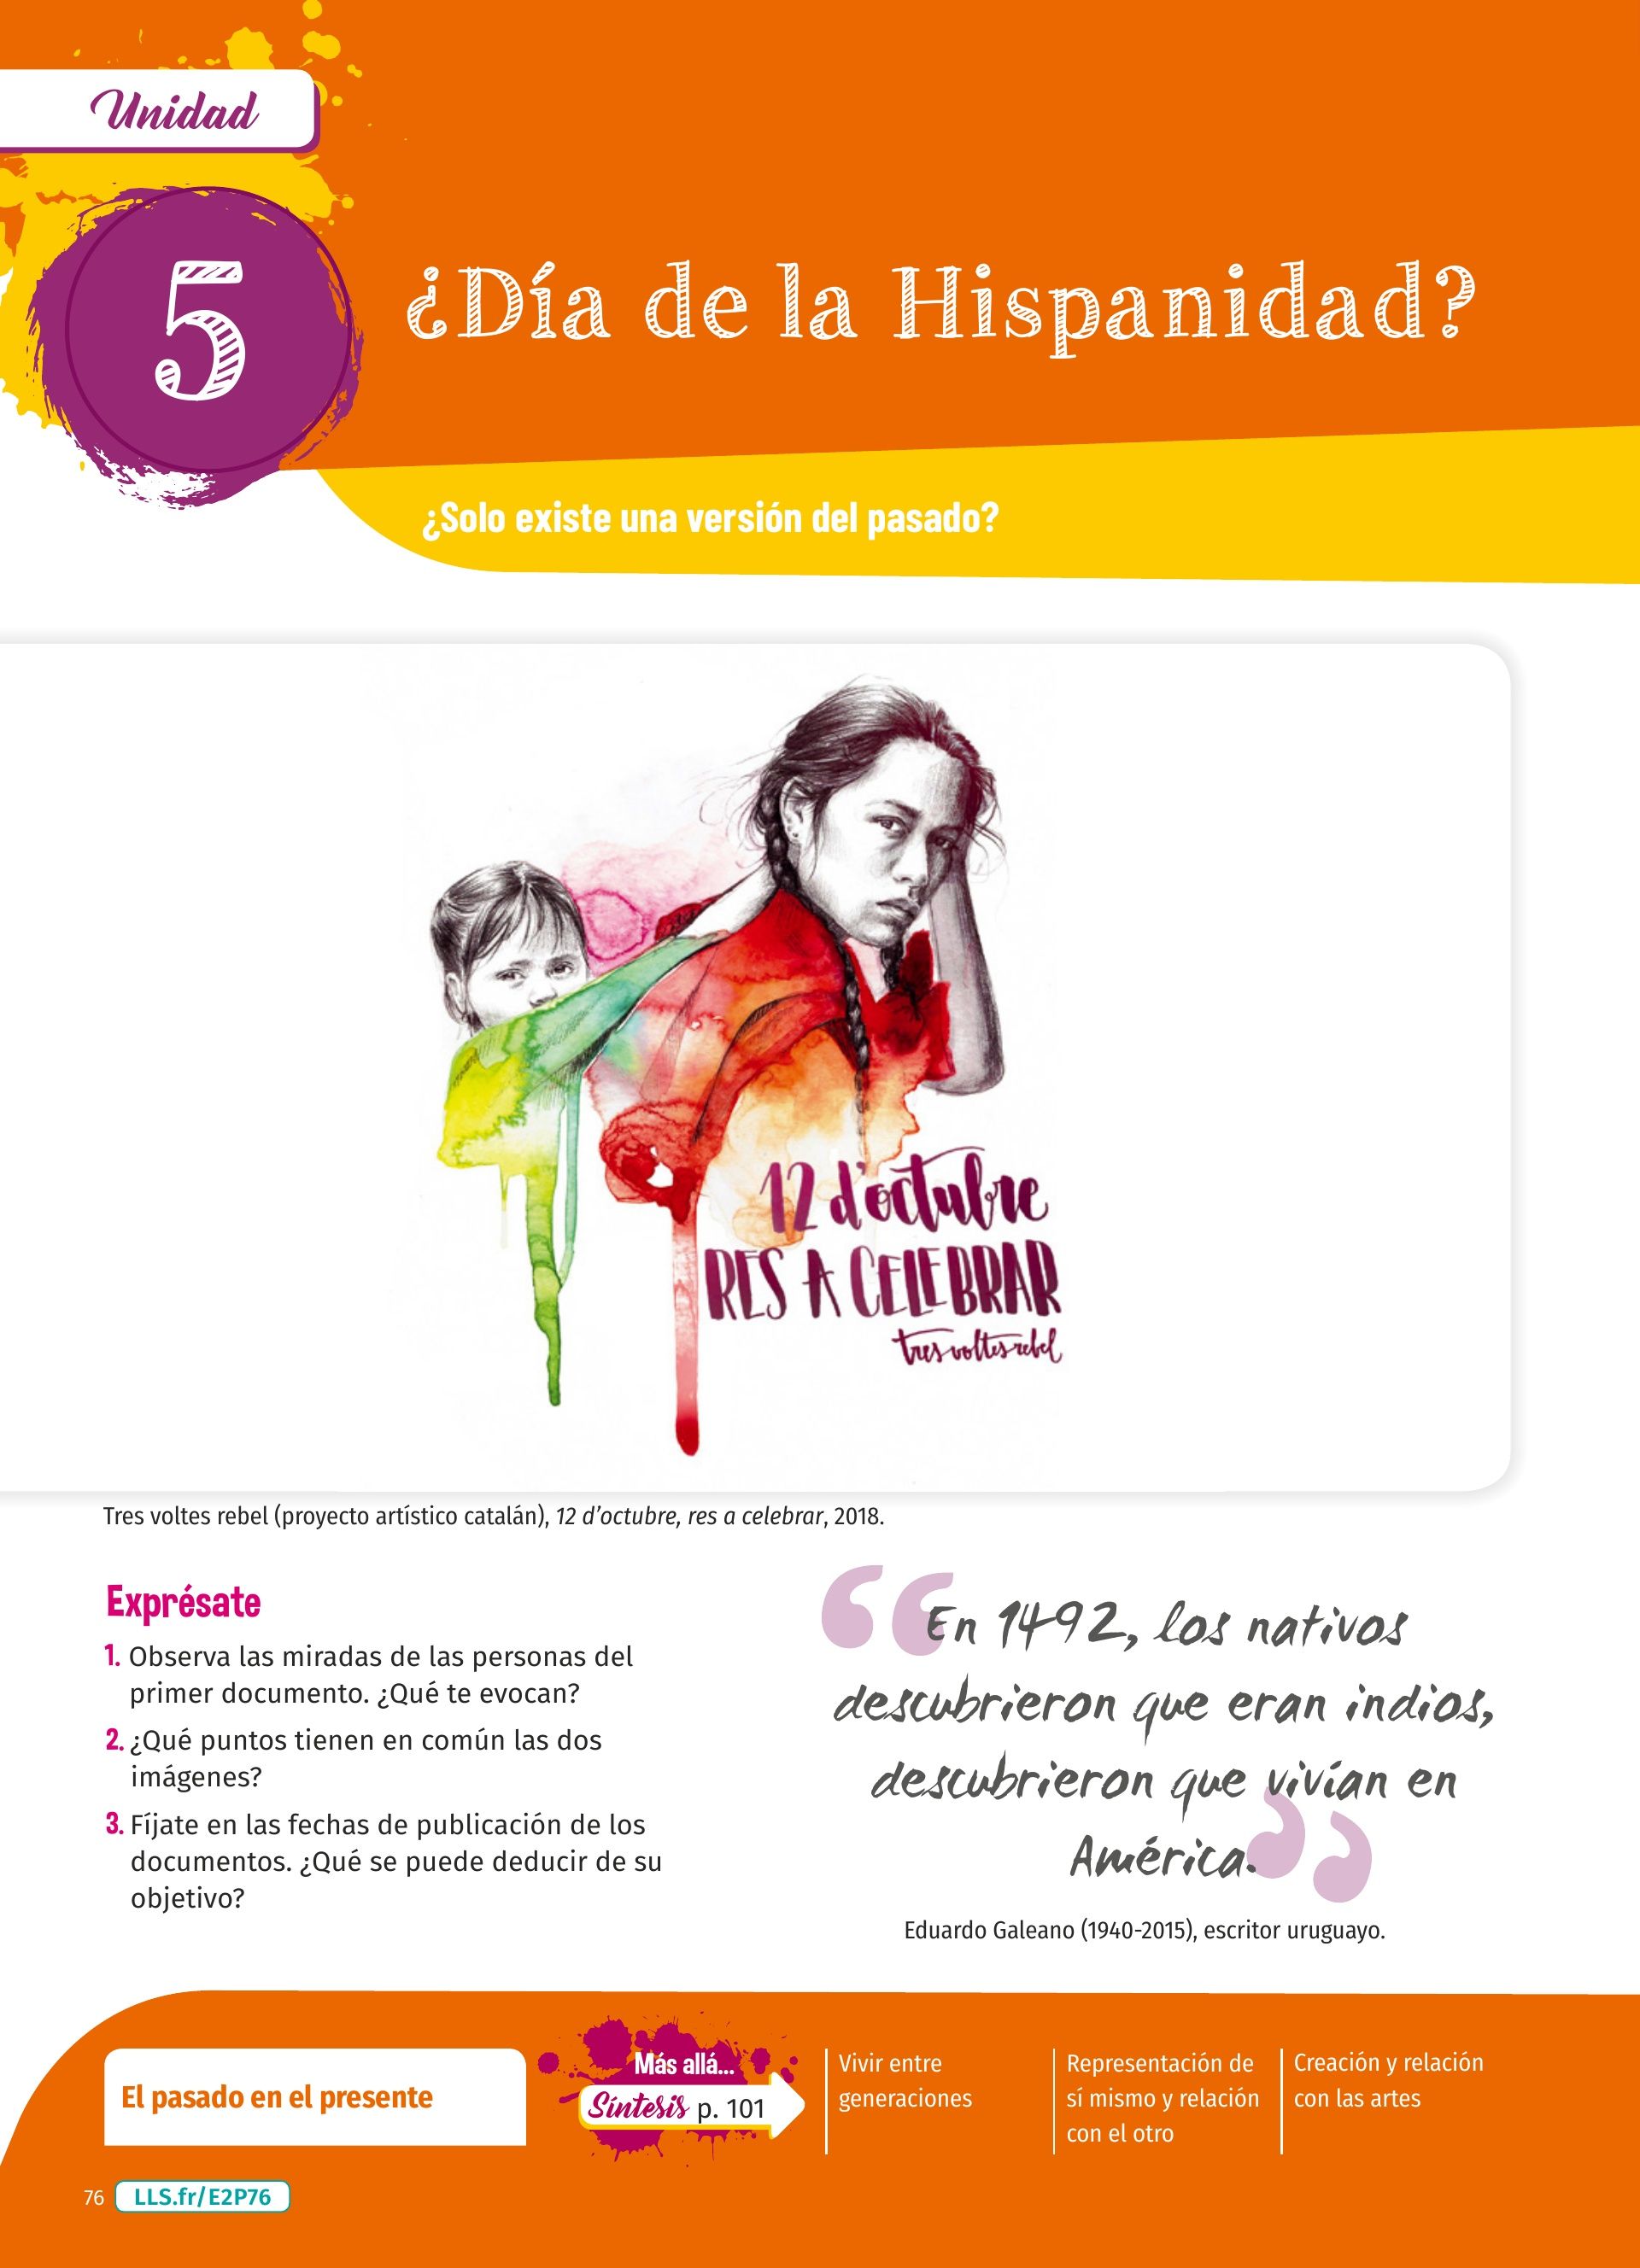 Unidad
5
¿Día de la Hispanidad?
¿Solo existe una versión del pasado?
12 d'octubre
RES A CELEBRAR
tres voltes rebel
Tres voltes rebel (proyecto artístico catalán), 12 d'octubre, res a celebrar, 2018.
Exprésate
1. Observa las miradas de las personas del
primer documento. ¿Qué te evocan?
2. ¿Qué puntos tienen en común las dos
imágenes?
3. Fíjate en las fechas de publicación de los
documentos. ¿Qué se puede deducir de su
objetivo?
“En 1492, los nativos
descubrieron que eran indios,
descubrieron que vivían en
América.”
Eduardo Galeano (1940-2015), escritor uruguayo.
El pasado en el presente
Más allá...
Síntesis p. 101
Vivir entre
generaciones
Representación de
sí mismo y relación
con el otro
Creación y relación
con las artes
76 LLS.fr/E2P76